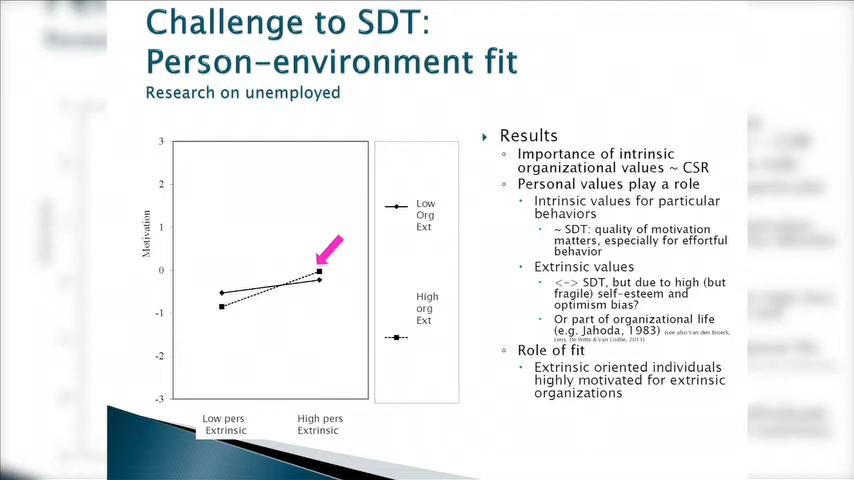 Challenge to SDT:
Person-environment fit
Research on unemployed
3
2
1
0
-1
-2
-3
Motivation
Low pers
Extrinsic
High pers
Extrinsic
Low
Org
Ext
High
org
Ext
Results
Importance of intrinsic
organizational values ~ CSR
Personal values play a role
Intrinsic values for particular
behaviors
~ SDT: quality of motivation
matters, especially for effortful
behavior
Extrinsic values
<-> SDT, but due to high (but
fragile) self-esteem and
optimism bias?
Or part of organizational life
(e.g. Jahoda, 1983) (see also Van den Broeck,
Lens, De Witte & Van Coillie, 2013)
Role of fit
Extrinsic oriented individuals
highly motivated for extrinsic
organizations